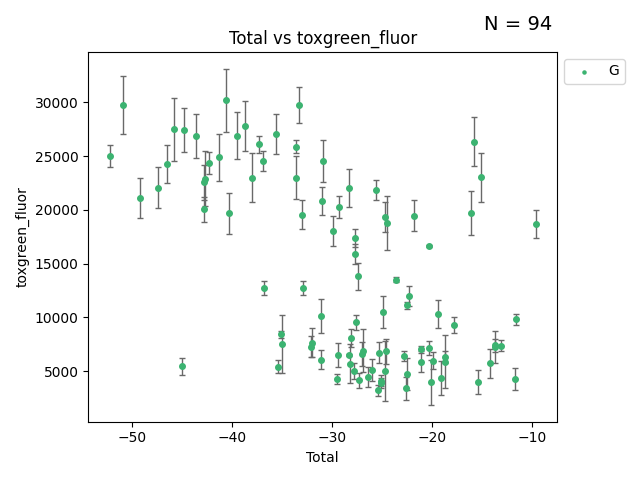 N = 94
Total vs toxgreen_fluor
G
toxgreen_fluor
30000
25000
20000
15000
10000
5000
−50 −40 −30 −20 −10
Total